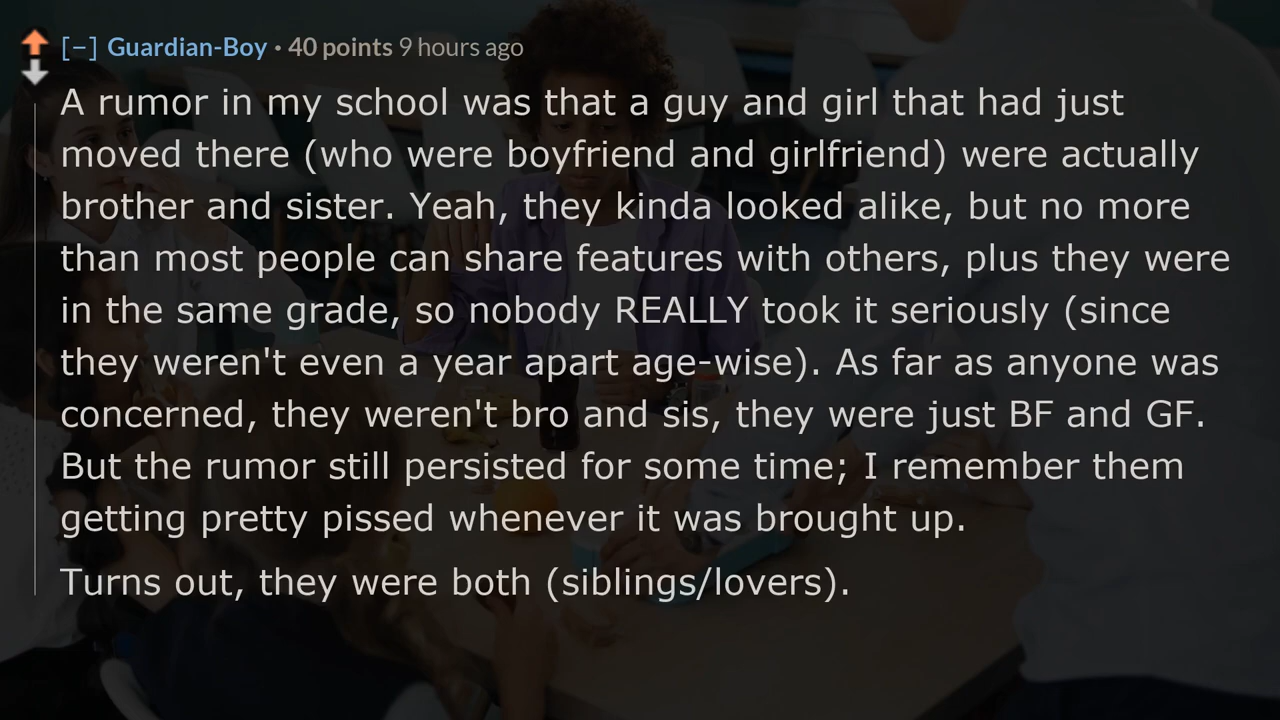 [–] Guardian-Boy • 40 points 9 hours ago
A rumor in my school was that a guy and girl that had just
moved there (who were boyfriend and girlfriend) were actually
brother and sister. Yeah, they kinda looked alike, but no more
than most people can share features with others, plus they were
in the same grade, so nobody REALLY took it seriously (since
they weren't even a year apart age-wise). As far as anyone was
concerned, they weren't bro and sis, they were just BF and GF.
But the rumor still persisted for some time; I remember them
getting pretty pissed whenever it was brought up.
Turns out, they were both (siblings/lovers).